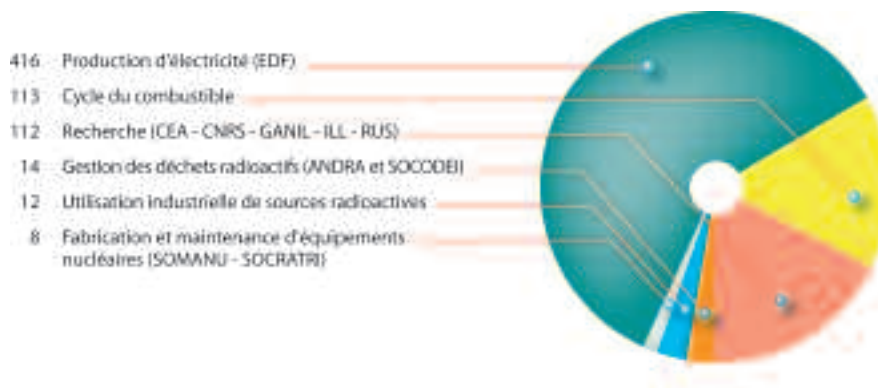 416 Production d'électricité (EDF)
113 Cycle du combustible
112 Recherche (CEA - CNRS - GANIL - ILL - RUS)
14 Gestion des déchets radioactifs (ANDRA et SOCODEI)
12 Utilisation industrielle de sources radioactives
8 Fabrication et maintenance d'équipements
nucléaires (SOMANU - SOCRATRI)